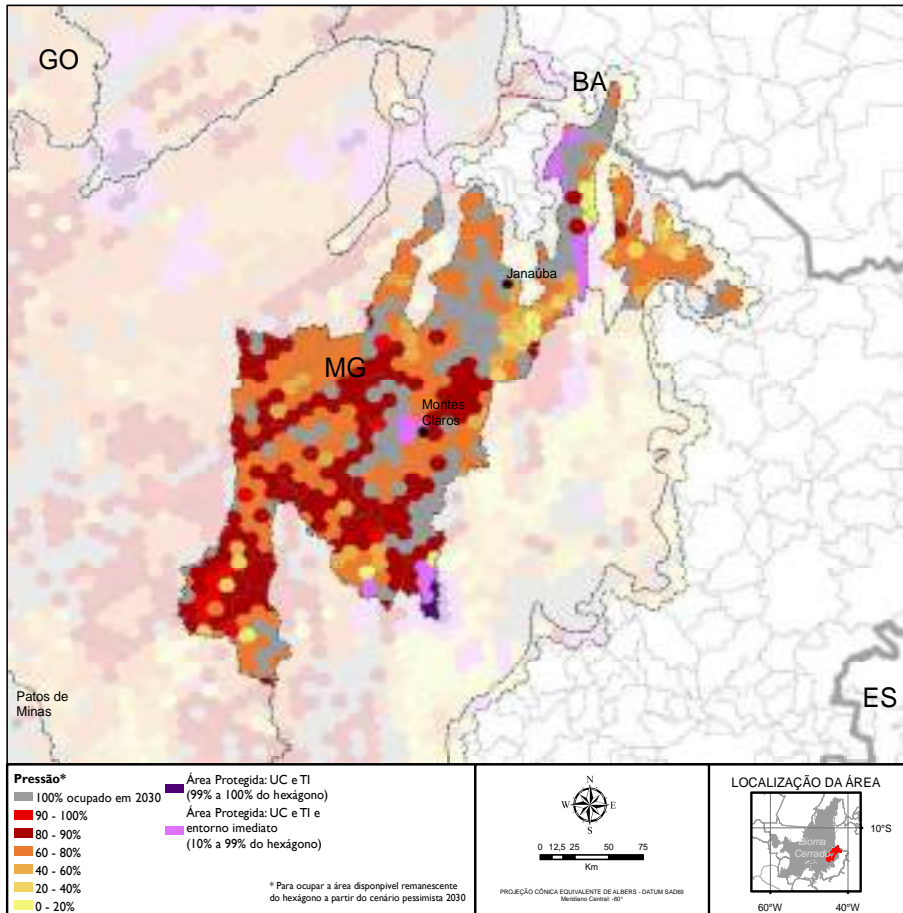 GO
BA
Janaúba
MG
Montes
Claros
Patos de
Minas
ES
Pressão*
100% ocupado em 2030
90 - 100%
80 - 90%
60 - 80%
40 - 60%
20 - 40%
0 - 20%
Área Protegida: UC e TI
(99% a 100% do hexágono)
Área Protegida: UC e TI e
entorno imediato
(10% a 99% do hexágono)
* Para ocupar a área disponpivel remanescente
do hexágono a partir do cenário pessimista 2030
N
W E
S
0 12,5 25 50 75
Km
PROJEÇÃO CÔNICA EQUIVALENTE DE ALBERS - DATUM SAD69
Meridiano Central: -60°
LOCALIZAÇÃO DA ÁREA
Bioma
Cerrado
10°S
60°W 40°W